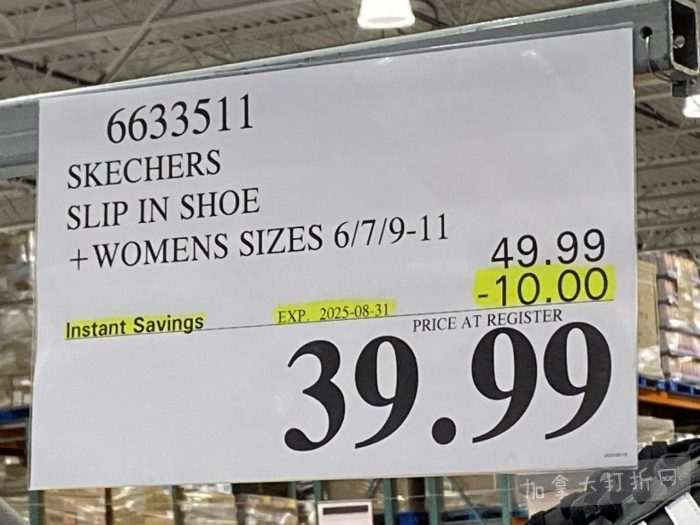 6633511
SKECHERS
SLIP IN SHOE
+WOMENS SIZES 6/7/9-11
49.99
-10.00
Instant Savings EXP. 2025-08-31
PRICE AT REGISTER
39.99
加拿大打折网